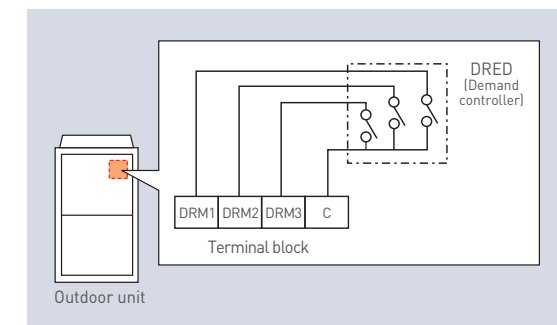 DRED
(Demand
controller)
DRM1 DRM2 DRM3 C
Terminal block
Outdoor unit